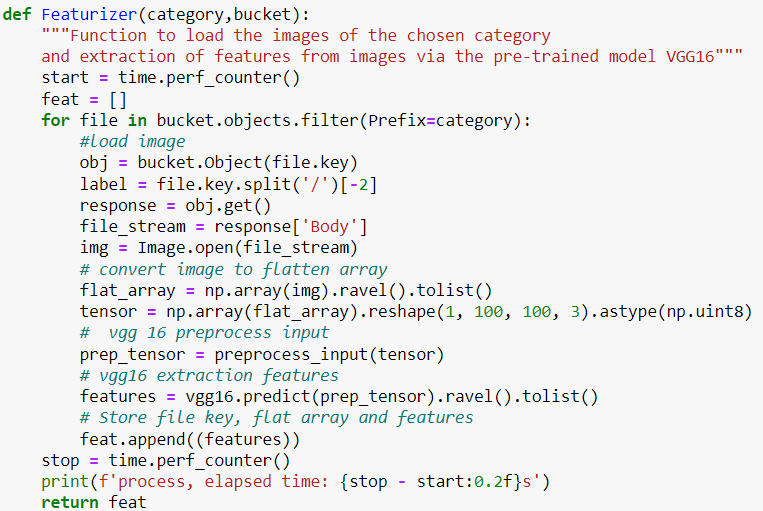 def Featurizer(category,bucket):
    """Function to load the images of the chosen category
    and extraction of features from images via the pre-trained model VGG16"""
    start = time.perf_counter()
    feat = []
    for file in bucket.objects.filter(Prefix=category):
        #load image
        obj = bucket.Object(file.key)
        label = file.key.split('/')[-2]
        response = obj.get()
        file_stream = response['Body']
        img = Image.open(file_stream)
        # convert image to flatten array
        flat_array = np.array(img).ravel().tolist()
        tensor = np.array(flat_array).reshape(1, 100, 100, 3).astype(np.uint8)
        #  vgg 16 preprocess input
        prep_tensor = preprocess_input(tensor)
        # vgg16 extraction features
        features = vgg16.predict(prep_tensor).ravel().tolist()
        # Store file key, flat array and features
        feat.append((features))
    stop = time.perf_counter()
    print(f'process, elapsed time: {stop - start:0.2f}s')
    return feat